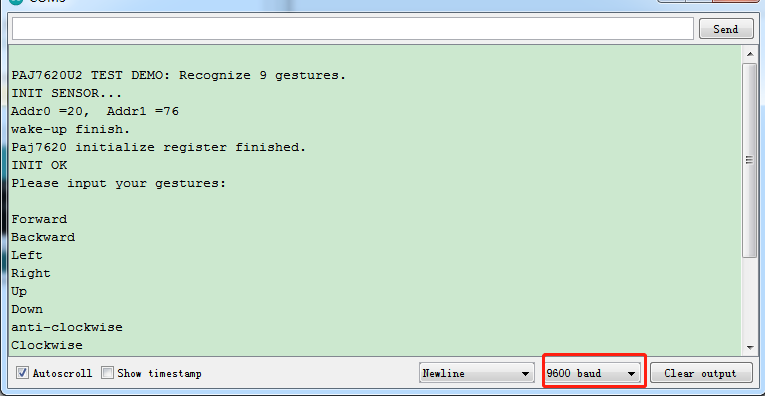 Send
PAJ7620U2 TEST DEMO: Recognize 9 gestures.
INIT SENSOR...
Addr0 =20,  Addr1 =76
wake-up finish.
Paj7620 initialize register finished.
INIT OK
Please input your gestures:
Forward
Backward
Left
Right
Up
Down
anti-clockwise
Clockwise
Autoscroll Show timestamp Newline 9600 baud Clear output